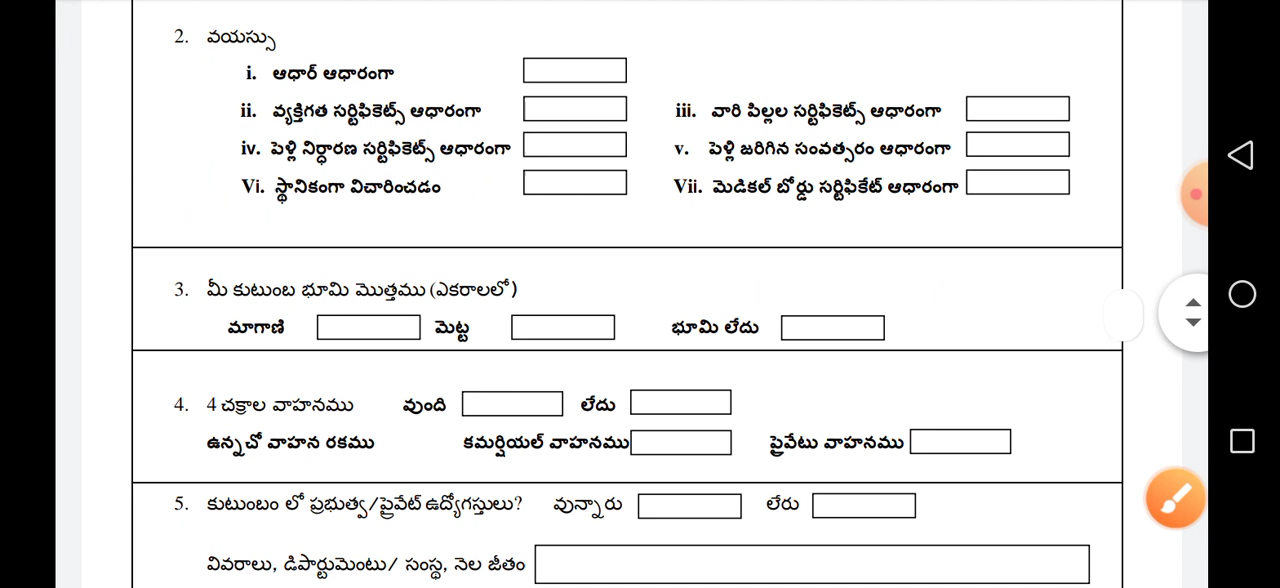 2. వయస్సు
i. ఆధార్ ఆధారంగా
ii. వ్యక్తిగత సర్టిఫికెట్స్ ఆధారంగా iii. వారి పిల్లల సర్టిఫికెట్స్ ఆధారంగా
iv. పెళ్లి నిర్ధారణ సర్టిఫికెట్స్ ఆధారంగా v. పెళ్లి జరిగిన సంవత్సరం ఆధారంగా
Vi. స్థానికంగా విచారించడం Vii. మెడికల్ బోర్డు సర్టిఫికేట్ ఆధారంగా
3. మీ కుటుంబ భూమి మొత్తము (ఎకరాలలో)
మాగాణి మెట్ట భూమి లేదు
4. 4 చక్రాల వాహనము వుంది లేదు
ఉన్నచో వాహన రకము కమర్షియల్ వాహనము ప్రైవేటు వాహనము
5. కుటుంబం లో ప్రభుత్వ/ప్రైవేట్ ఉద్యోగస్తులు? వున్నారు లేరు
వివరాలు, డిపార్టుమెంటు/ సంస్థ, నెల జీతం